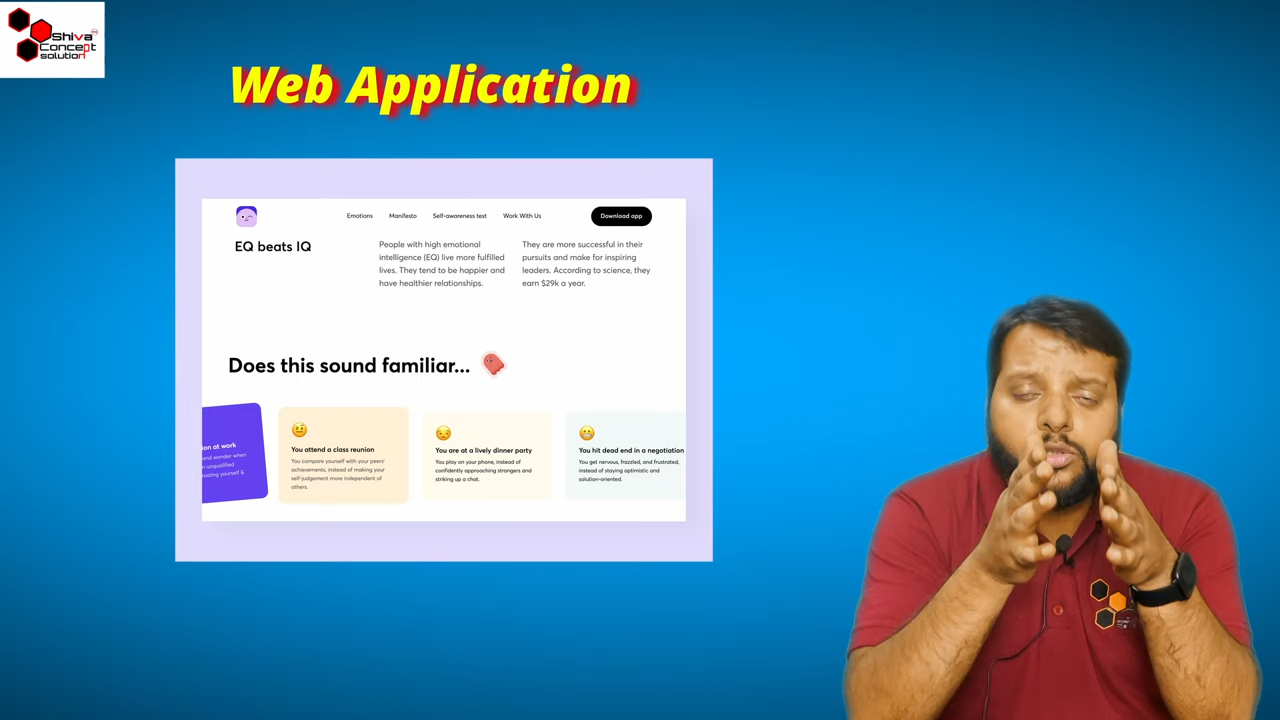 Shiva
Concept
solution
Web Application
Emotions
Manifesto
Self-awareness test
Work With Us
Download app
EQ beats IQ
People with high emotional
intelligence (EQ) live more fulfilled
lives. They tend to be happier and
have healthier relationships.
They are more successful in their
pursuits and make for inspiring
leaders. According to science, they
earn $29k a year.
Does this sound familiar...
at work
and wonder when
unqualified
trusting yourself &
You attend a class reunion
You compare yourself with your peers'
achievements, instead of making your
self-judgement more independent of
others.
You are at a lively dinner party
You play on your phone, instead of
confidently approaching strangers and
striking up a chat.
You hit dead end in a negotiation
You get nervous, frazzled, and frustrated,
instead of staying optimistic and
solution-oriented.